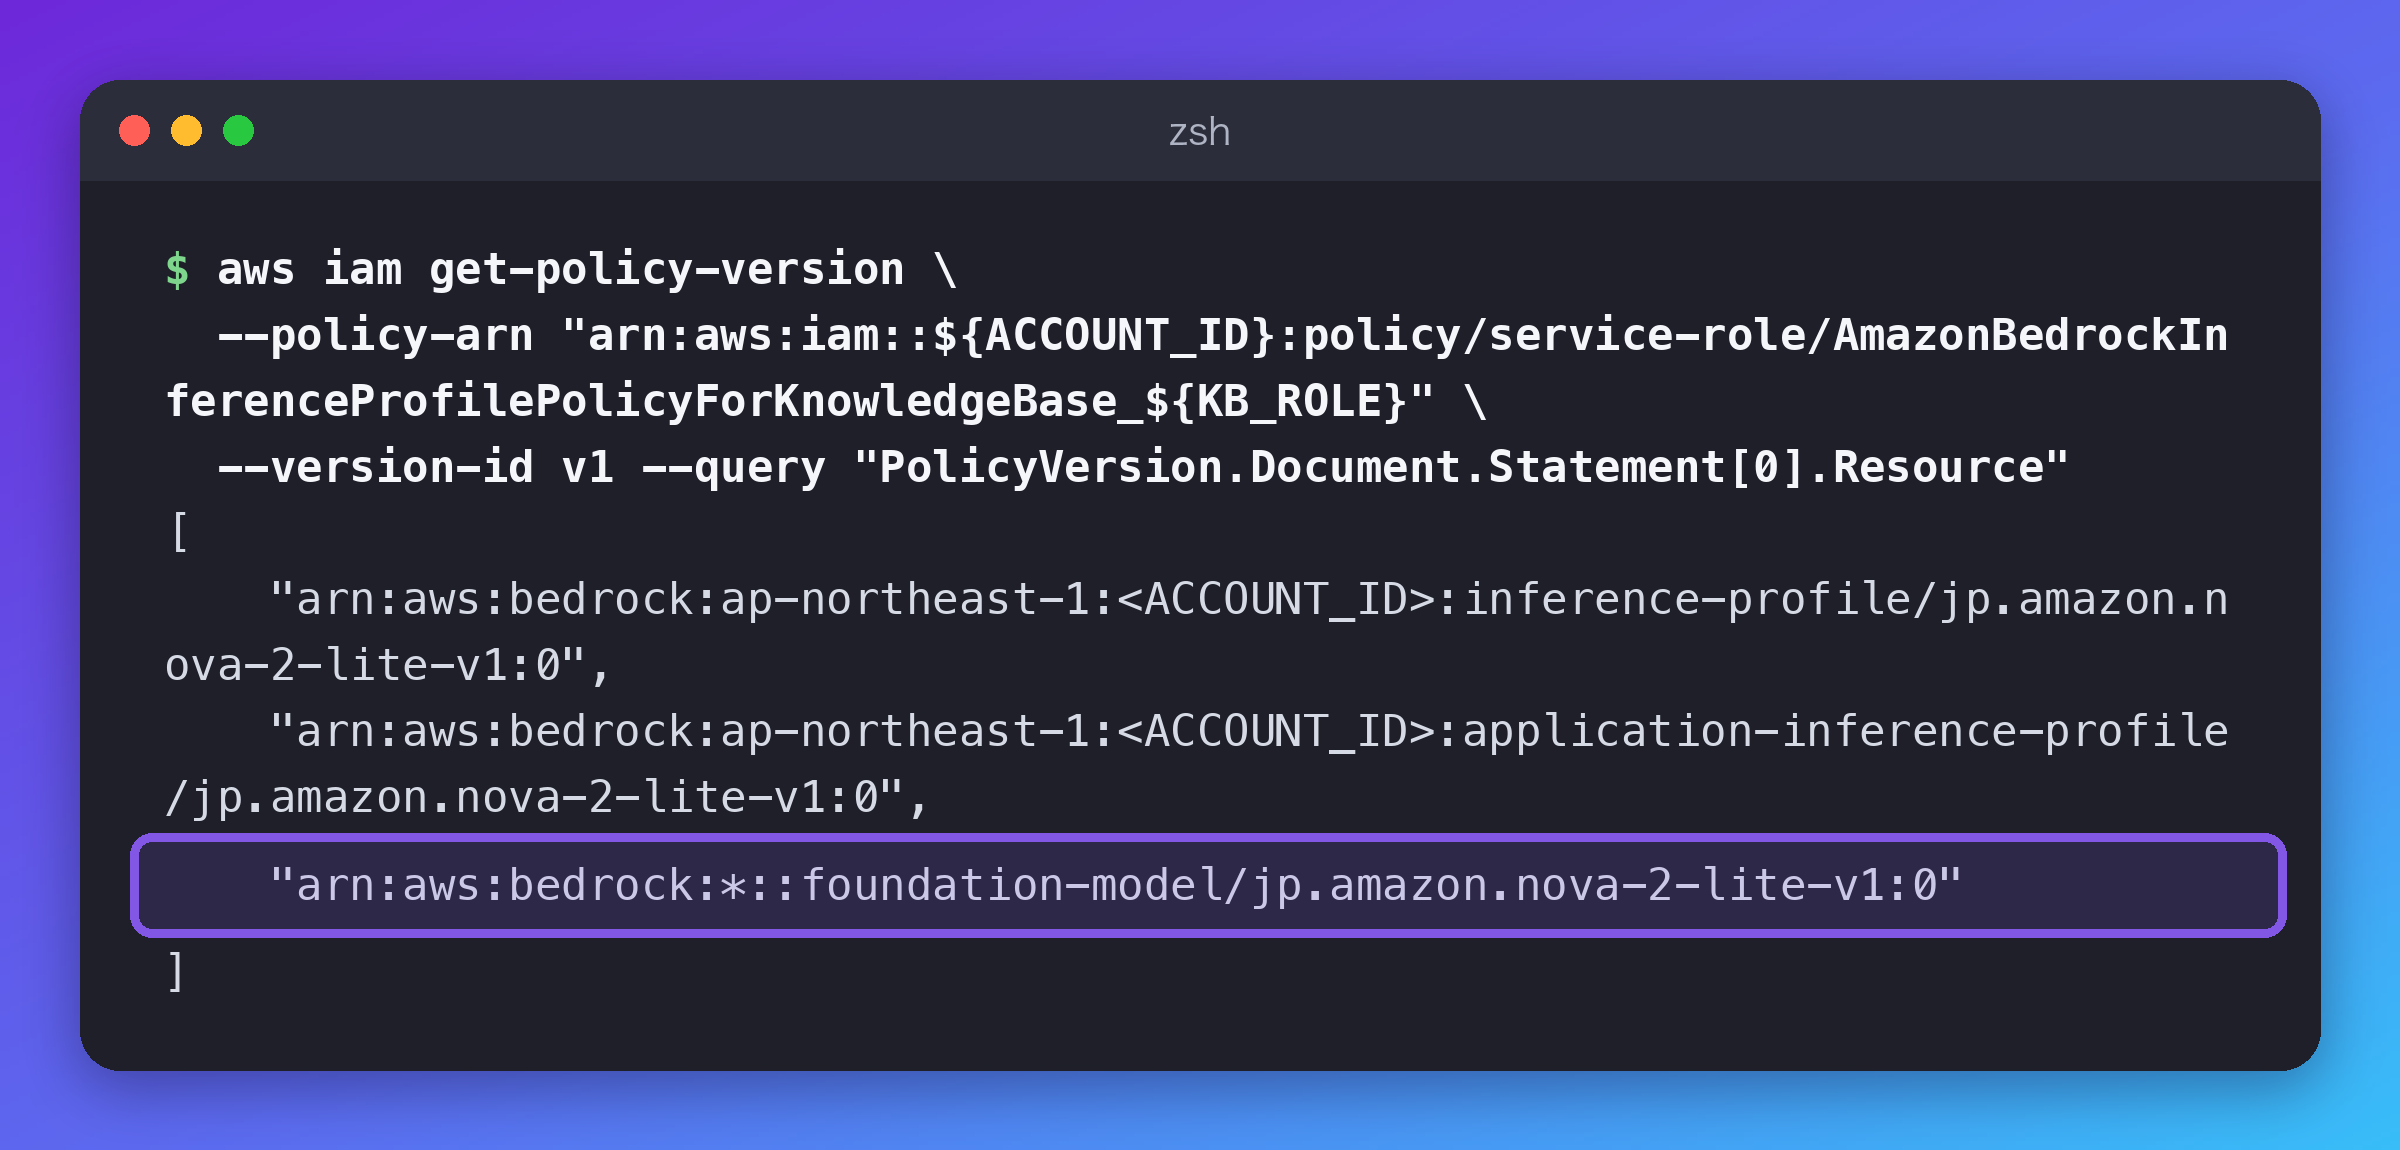 zsh
$ aws iam get-policy-version \
  --policy-arn "arn:aws:iam::${ACCOUNT_ID}:policy/service-role/AmazonBedrockIn
ferenceProfilePolicyForKnowledgeBase_${KB_ROLE}" \
  --version-id v1 --query "PolicyVersion.Document.Statement[0].Resource"
[
    "arn:aws:bedrock:ap-northeast-1:<ACCOUNT_ID>:inference-profile/jp.amazon.n
ova-2-lite-v1:0",
    "arn:aws:bedrock:ap-northeast-1:<ACCOUNT_ID>:application-inference-profile
/jp.amazon.nova-2-lite-v1:0",
    "arn:aws:bedrock:*::foundation-model/jp.amazon.nova-2-lite-v1:0"
]